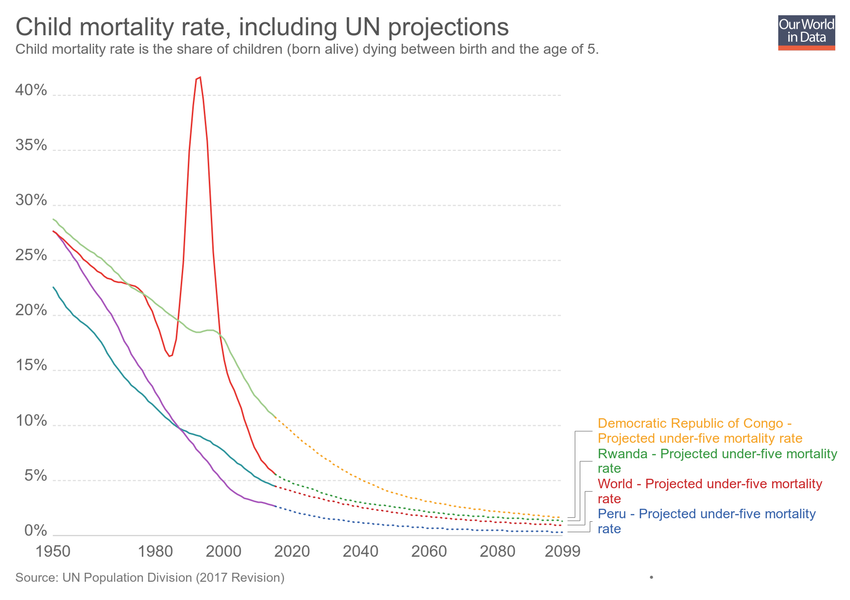 Child mortality rate, including UN projections
Child mortality rate is the share of children (born alive) dying between birth and the age of 5.
Our World
in Data
40%
35%
30%
25%
20%
15%
10%
5%
0%
1950
1980
2000
2020
2040
2060
2080
2099
Democratic Republic of Congo -
Projected under-five mortality rate
Rwanda - Projected under-five mortality
rate
World - Projected under-five mortality
rate
Peru - Projected under-five mortality
rate
Source: UN Population Division (2017 Revision)